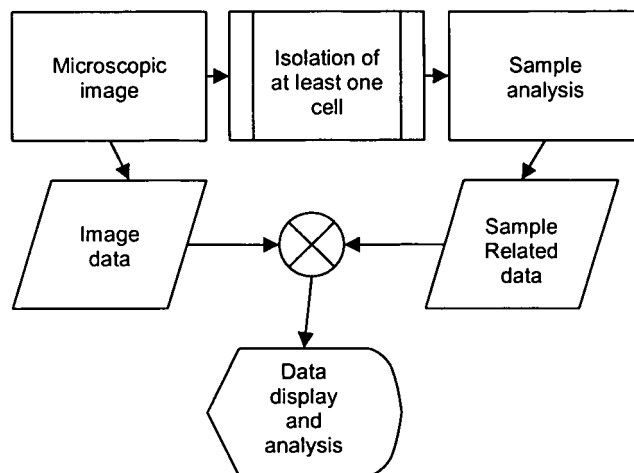 Microscopic
image
Isolation of
at least one
cell
Sample
analysis
Image
data
Sample
Related
data
Data
display
and
analysis